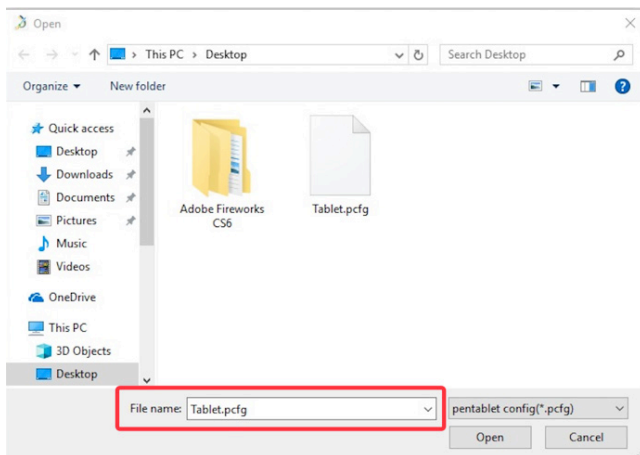 Open
This PC > Desktop
Search Desktop
Organize
New folder
Quick access
Desktop
Downloads
Documents
Pictures
Music
Videos
OneDrive
This PC
3D Objects
Desktop
Adobe Fireworks
CS6
Tablet.pcfg
File name: Tablet.pcfg
pentablet config(*.pcfg)
Open
Cancel